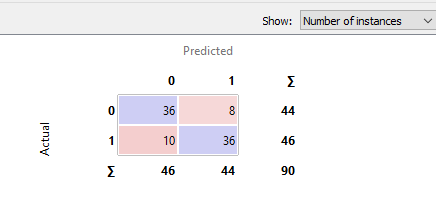 Show: Number of instances
Predicted
0 1 Σ
Actual
0 36 8 44
1 10 36 46
Σ 46 44 90